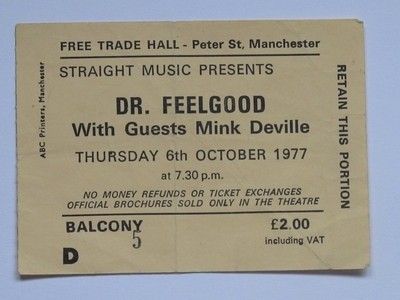 FREE TRADE HALL - Peter St, Manchester
STRAIGHT MUSIC PRESENTS
DR. FEELGOOD
With Guests Mink Deville
THURSDAY 6th OCTOBER 1977
at 7.30 p.m.
NO MONEY REFUNDS OR TICKET EXCHANGES
OFFICIAL BROCHURES SOLD ONLY IN THE THEATRE
BALCONY
5
£2.00
including VAT
D
ABC Printers, Manchester
RETAIN THIS PORTION